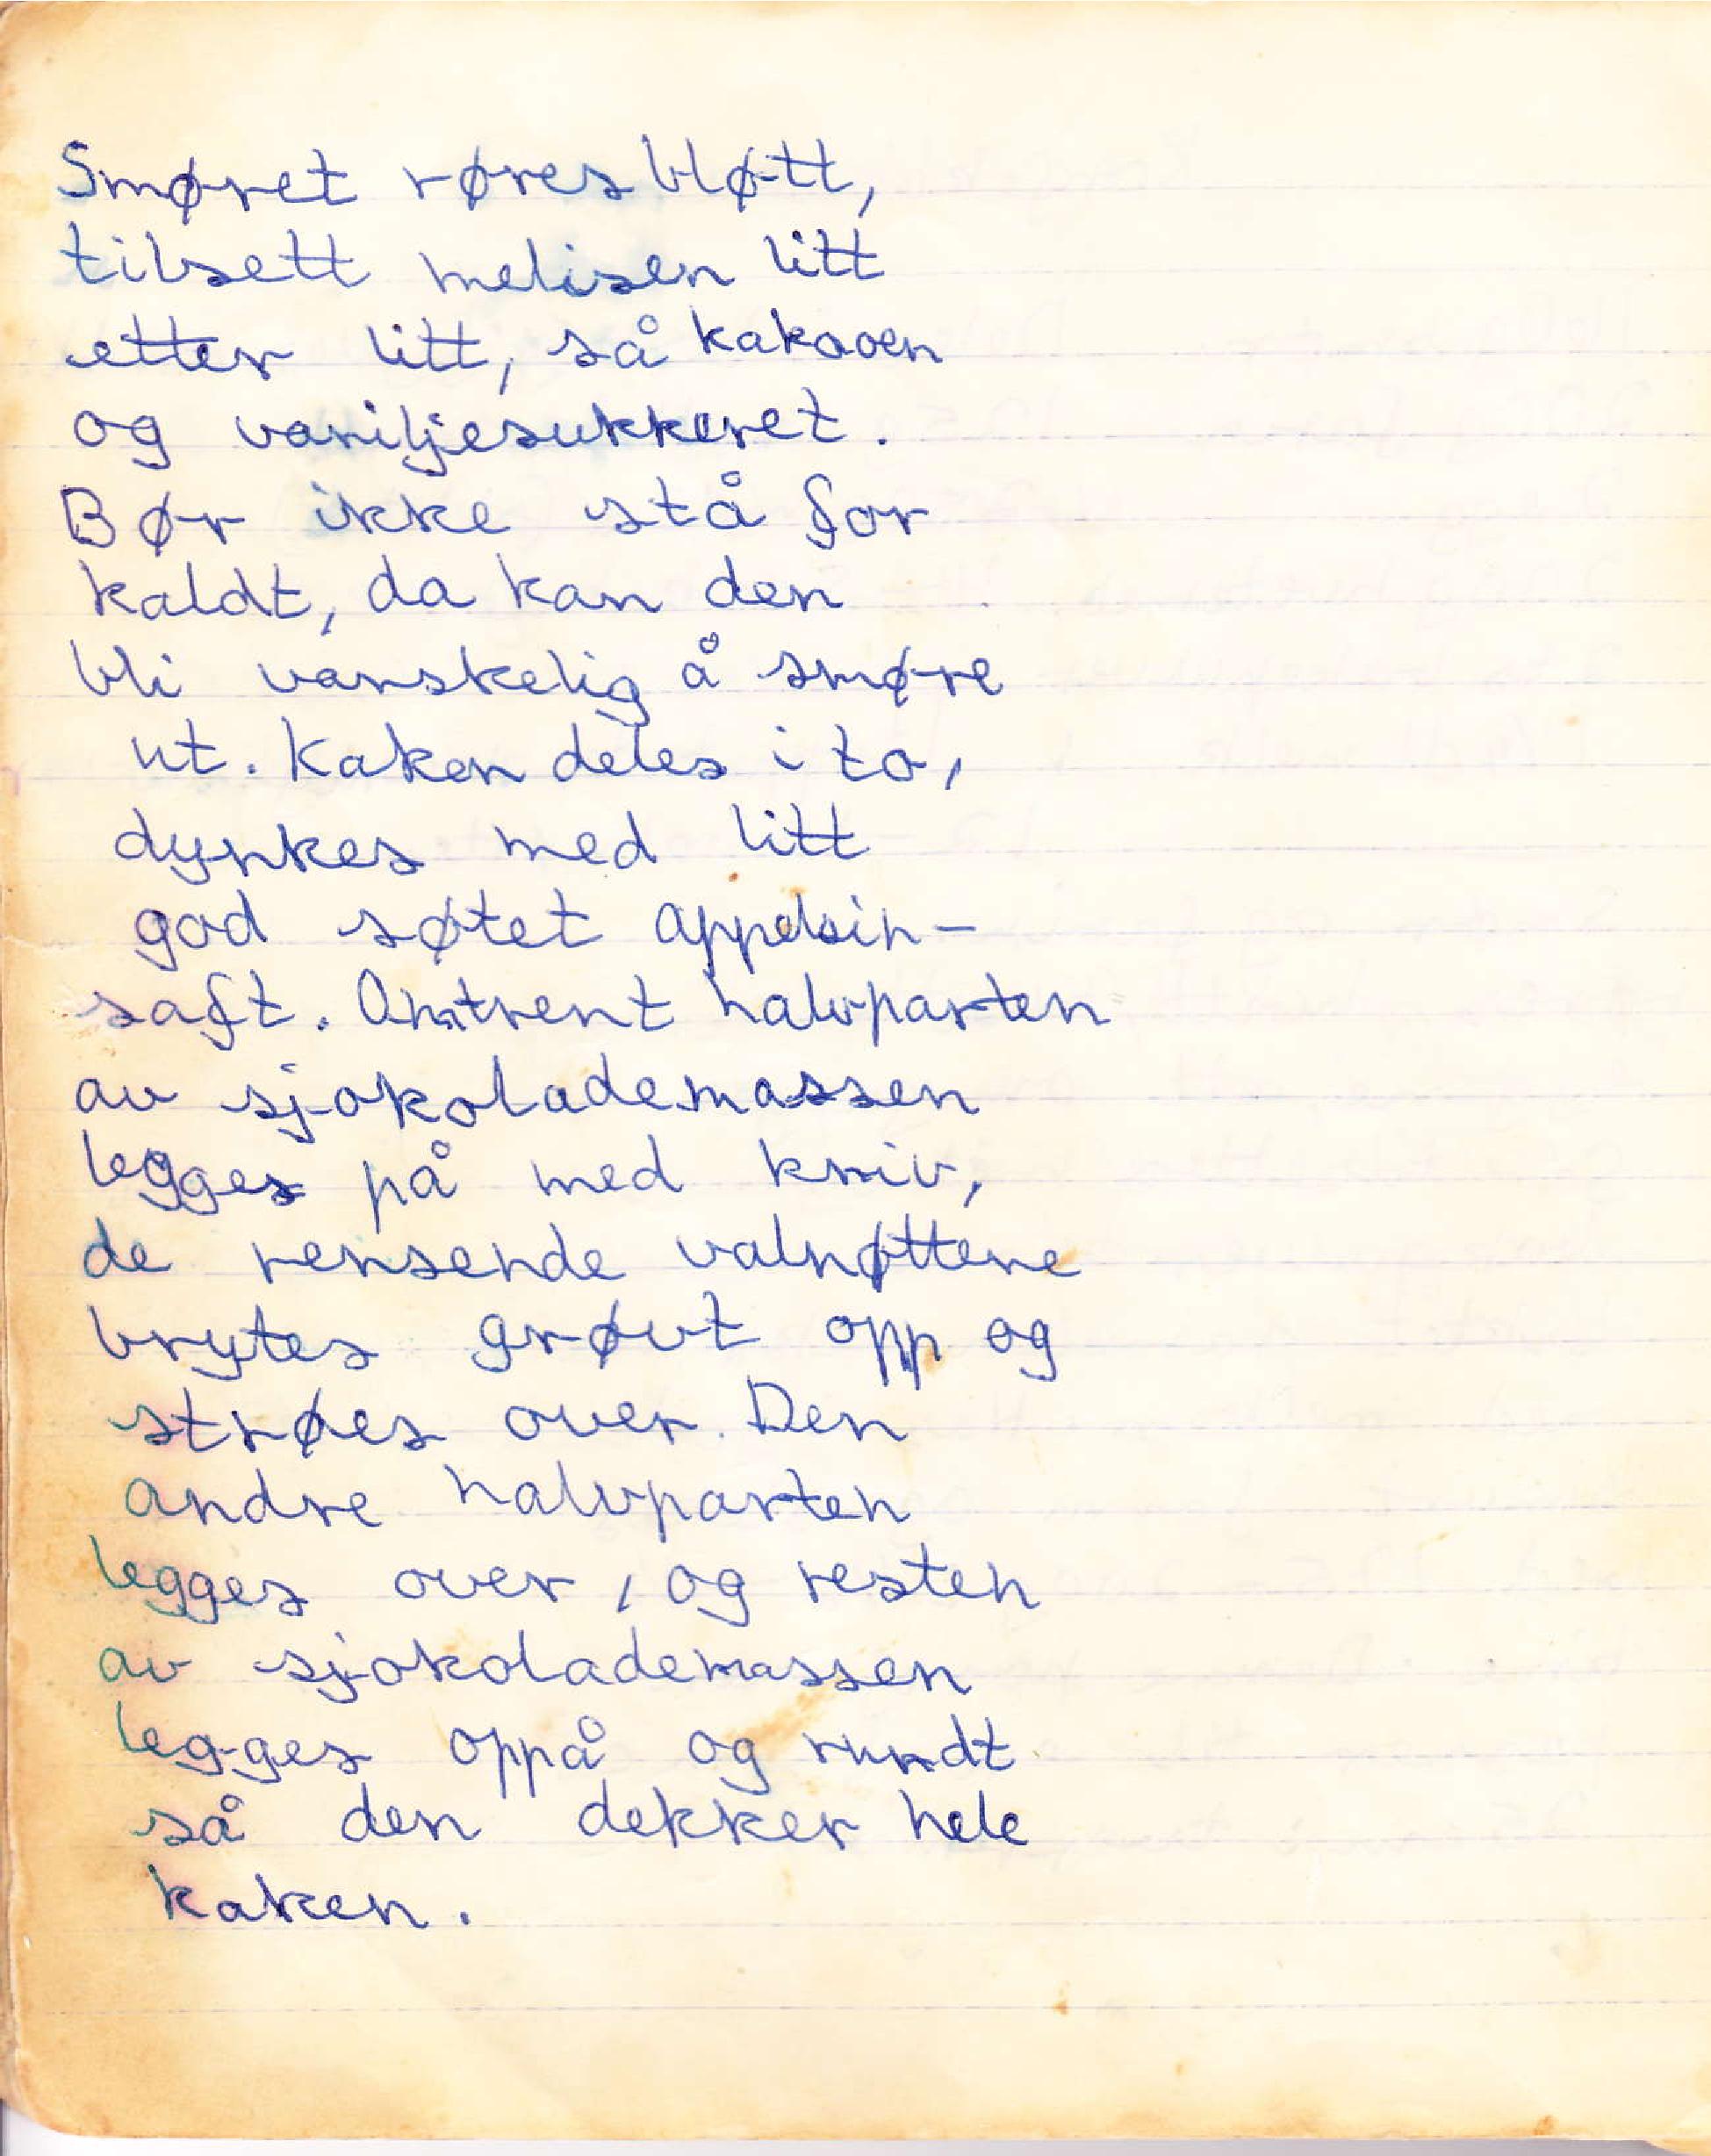 Smøret røres bløtt,
tilsett melisen litt
etter litt, så kakaoen
og vaniljesukkeret.
Bør ikke stå for
kaldt, da kan den
bli vanskelig å smøre
ut. Kaken deles i to,
dynkes med litt
god søtet appelsin-
saft. Omtrent halvparten
av sjokolademassen
legges på med kniv,
de rensende valnøttene
brytes grøvt opp og
strøes over. Den
andre halvparten
legges over, og resten
av sjokolademassen
legges oppå og rundt
så den dekker hele
kaken.